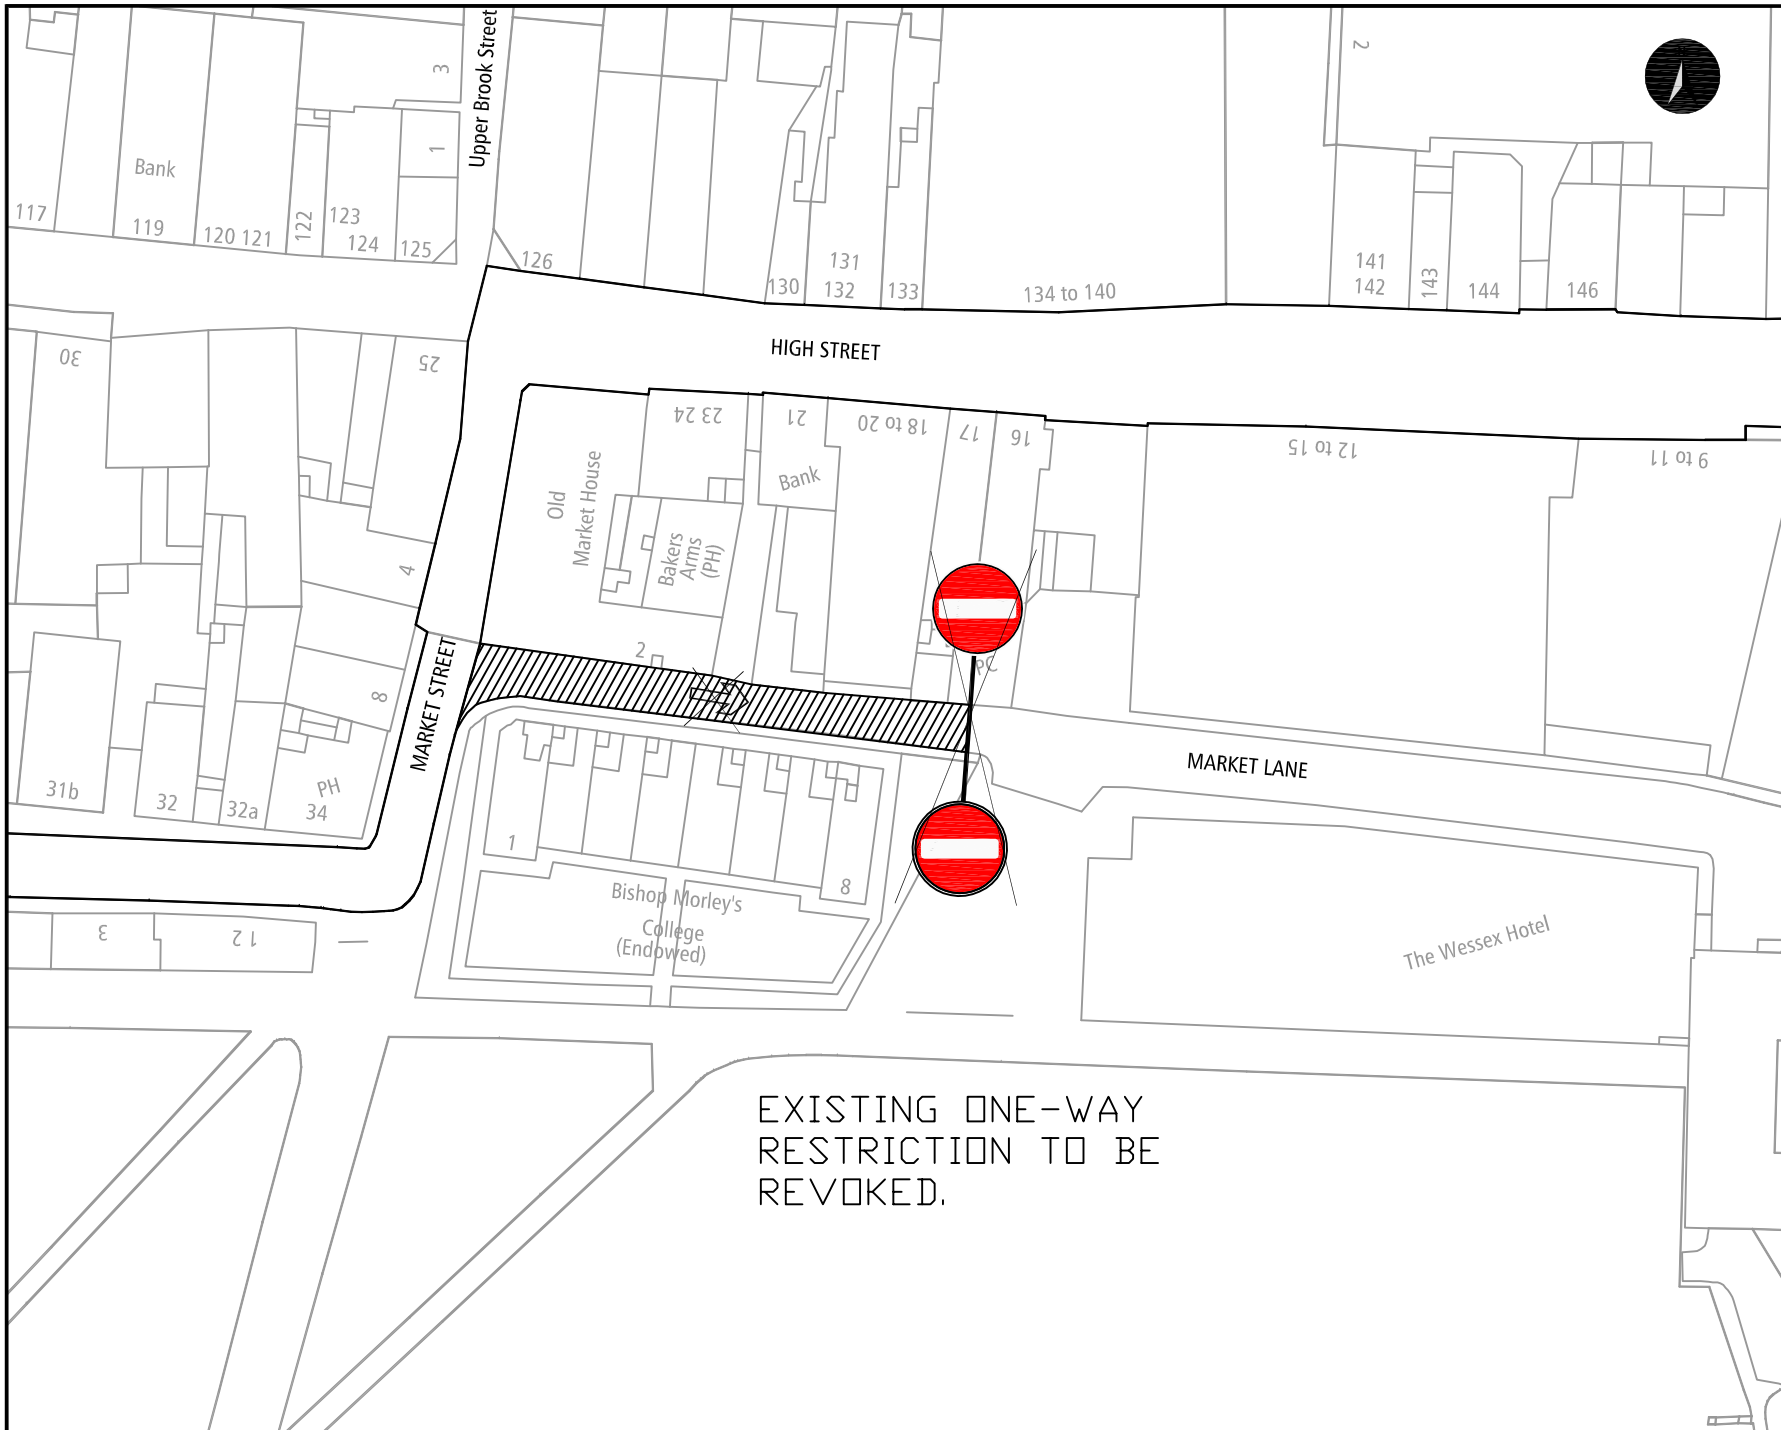 Upper Brook Street
3
2
1
Bank
117
119
120 121
122
123
124
125
126
130
131
132
133
134 to 140
141
142
143
144
146
HIGH STREET
30
25
23 24
21
18 to 20
17
16
12 to 15
9 to 11
Bank
Old
Market House
Bakers
Arms
(PH)
4
2
PC
8
MARKET STREET
MARKET LANE
31b
32
32a
PH
34
1
8
Bishop Morley's
College
(Endowed)
3
1 2
The Wessex Hotel
EXISTING ONE-WAY
RESTRICTION TO BE
REVOKED.